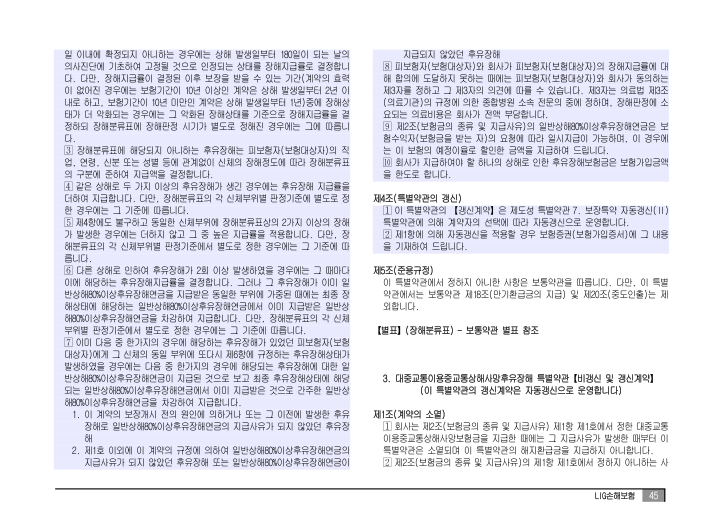 일 이내에 확정되지 아니하는 경우에는 상해 발생일부터 180일이 되는 날의
의사진단에 기초하여 고정될 것으로 인정되는 상태를 장해지급률로 결정합니
다. 다만, 장해지급률이 결정된 이후 보장을 받을 수 있는 기간(계약의 효력
이 없어진 경우에는 보험기간이 10년 이상인 계약은 상해 발생일부터 2년 이
내로 하고, 보험기간이 10년 미만인 계약은 상해 발생일부터 1년)중에 장해상
태가 더 악화되는 경우에는 그 악화된 장해상태를 기준으로 장해지급률을 결
정하되 장해분류표에 장해판정 시기가 별도로 정해진 경우에는 그에 따릅니
다.
③ 장해분류표에 해당되지 아니하는 후유장해는 피보험자(보험대상자)의 직
업, 연령, 신분 또는 성별 등에 관계없이 신체의 장해정도에 따라 장해분류표
의 구분에 준하여 지급액을 결정합니다.
④ 같은 상해로 두 가지 이상의 후유장해가 생긴 경우에는 후유장해 지급률을
더하여 지급합니다. 다만, 장해분류표의 각 신체부위별 판정기준에 별도로 정
한 경우에는 그 기준에 따릅니다.
⑤ 제4항에도 불구하고 동일한 신체부위에 장해분류표상의 2가지 이상의 장해
가 발생한 경우에는 더하지 않고 그 중 높은 지급률을 적용합니다. 다만, 장
해분류표의 각 신체부위별 판정기준에서 별도로 정한 경우에는 그 기준에 따
릅니다.
⑥ 다른 상해로 인하여 후유장해가 2회 이상 발생하였을 경우에는 그 때마다
이에 해당하는 후유장해지급률을 결정합니다. 그러나 그 후유장해가 이미 일
반상해80%이상후유장해연금을 지급받은 동일한 부위에 가중된 때에는 최종 장
해상태에 해당하는 일반상해80%이상후유장해연금에서 이미 지급받은 일반상
해80%이상후유장해연금을 차감하여 지급합니다. 다만, 장해분류표의 각 신체
부위별 판정기준에서 별도로 정한 경우에는 그 기준에 따릅니다.
⑦ 이미 다음 중 한가지의 경우에 해당하는 후유장해가 있었던 피보험자(보험
대상자)에게 그 신체의 동일 부위에 또다시 제6항에 규정하는 후유장해상태가
발생하였을 경우에는 다음 중 한가지의 경우에 해당되는 후유장해에 대한 일
반상해80%이상후유장해연금이 지급된 것으로 보고 최종 후유장해상태에 해당
되는 일반상해80%이상후유장해연금에서 이미 지급받은 것으로 간주한 일반상
해80%이상후유장해연금을 차감하여 지급합니다.
1. 이 계약의 보장개시 전의 원인에 의하거나 또는 그 이전에 발생한 후유
장해로 일반상해80%이상후유장해연금의 지급사유가 되지 않았던 후유장
해
2. 제1호 이외에 이 계약의 규정에 의하여 일반상해80%이상후유장해연금의
지급사유가 되지 않았던 후유장해 또는 일반상해80%이상후유장해연금이
지급되지 않았던 후유장해
⑧ 피보험자(보험대상자)와 회사가 피보험자(보험대상자)의 장해지급률에 대
해 합의에 도달하지 못하는 때에는 피보험자(보험대상자)와 회사가 동의하는
제3자를 정하고 그 제3자의 의견에 따를 수 있습니다. 제3자는 의료법 제3조
(의료기관)의 규정에 의한 종합병원 소속 전문의 중에 정하며, 장해판정에 소
요되는 의료비용은 회사가 전액 부담합니다.
⑨ 제2조(보험금의 종류 및 지급사유)의 일반상해80%이상후유장해연금은 보
험수익자(보험금을 받는 자)의 요청에 따라 일시지급이 가능하며, 이 경우에
는 이 보험의 예정이율로 할인한 금액을 지급하여 드립니다.
⑩ 회사가 지급하여야 할 하나의 상해로 인한 후유장해보험금은 보험가입금액
을 한도로 합니다.
제4조(특별약관의 갱신)
① 이 특별약관의 【갱신계약】은 제도성 특별약관 7. 보장특약 자동갱신(Ⅱ)
특별약관에 의해 계약자의 선택에 따라 자동갱신으로 운영합니다.
② 제1항에 의해 자동갱신을 적용할 경우 보험증권(보험가입증서)에 그 내용
을 기재하여 드립니다.
제5조(준용규정)
이 특별약관에서 정하지 아니한 사항은 보통약관을 따릅니다. 다만, 이 특별
약관에서는 보통약관 제18조(만기환급금의 지급) 및 제20조(중도인출)는 제
외합니다.
【별표】(장해분류표) - 보통약관 별표 참조
3. 대중교통이용중교통상해사망후유장해 특별약관【비갱신 및 갱신계약】
(이 특별약관의 갱신계약은 자동갱신으로 운영합니다)
제1조(계약의 소멸)
① 회사는 제2조(보험금의 종류 및 지급사유) 제1항 제1호에서 정한 대중교통
이용중교통상해사망보험금을 지급한 때에는 그 지급사유가 발생한 때부터 이
특별약관은 소멸되며 이 특별약관의 해지환급금을 지급하지 아니합니다.
② 제2조(보험금의 종류 및 지급사유)의 제1항 제1호에서 정하지 아니하는 사
LIG손해보험 45